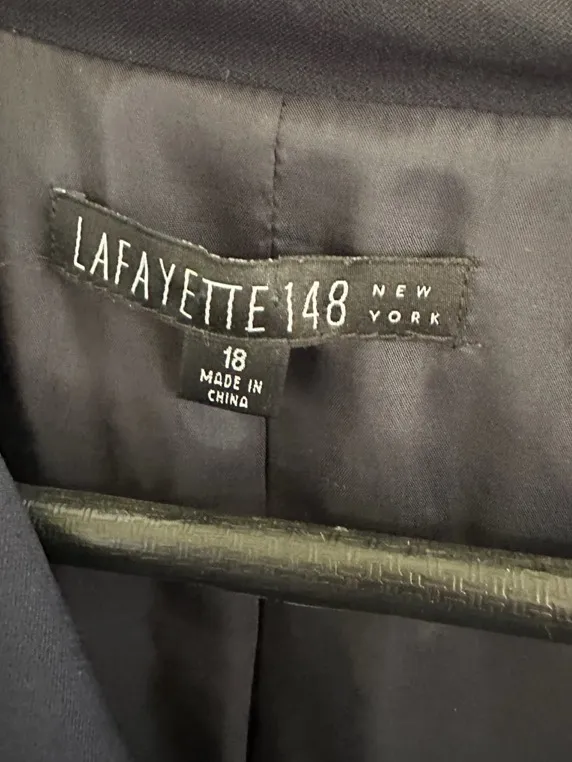 LAFAYETTE 148 NEW YORK
18
MADE IN
CHINA